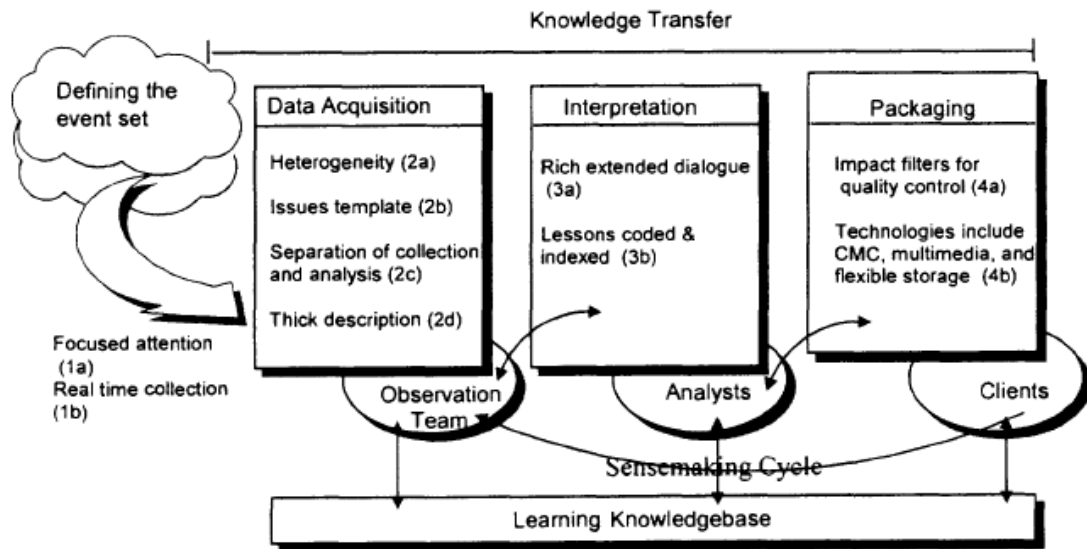 Knowledge Transfer
Defining the
event set
Focused attention
(1a)
Real time collection
(1b)
Data Acquisition
Heterogeneity (2a)
Issues template (2b)
Separation of collection
and analysis (2c)
Thick description (2d)
Interpretation
Rich extended dialogue
(3a)
Lessons coded &
indexed (3b)
Packaging
Impact filters for
quality control (4a)
Technologies include
CMC, multimedia, and
flexible storage (4b)
Observation
Team
Analysts
Clients
Sensemaking Cycle
Learning Knowledgebase